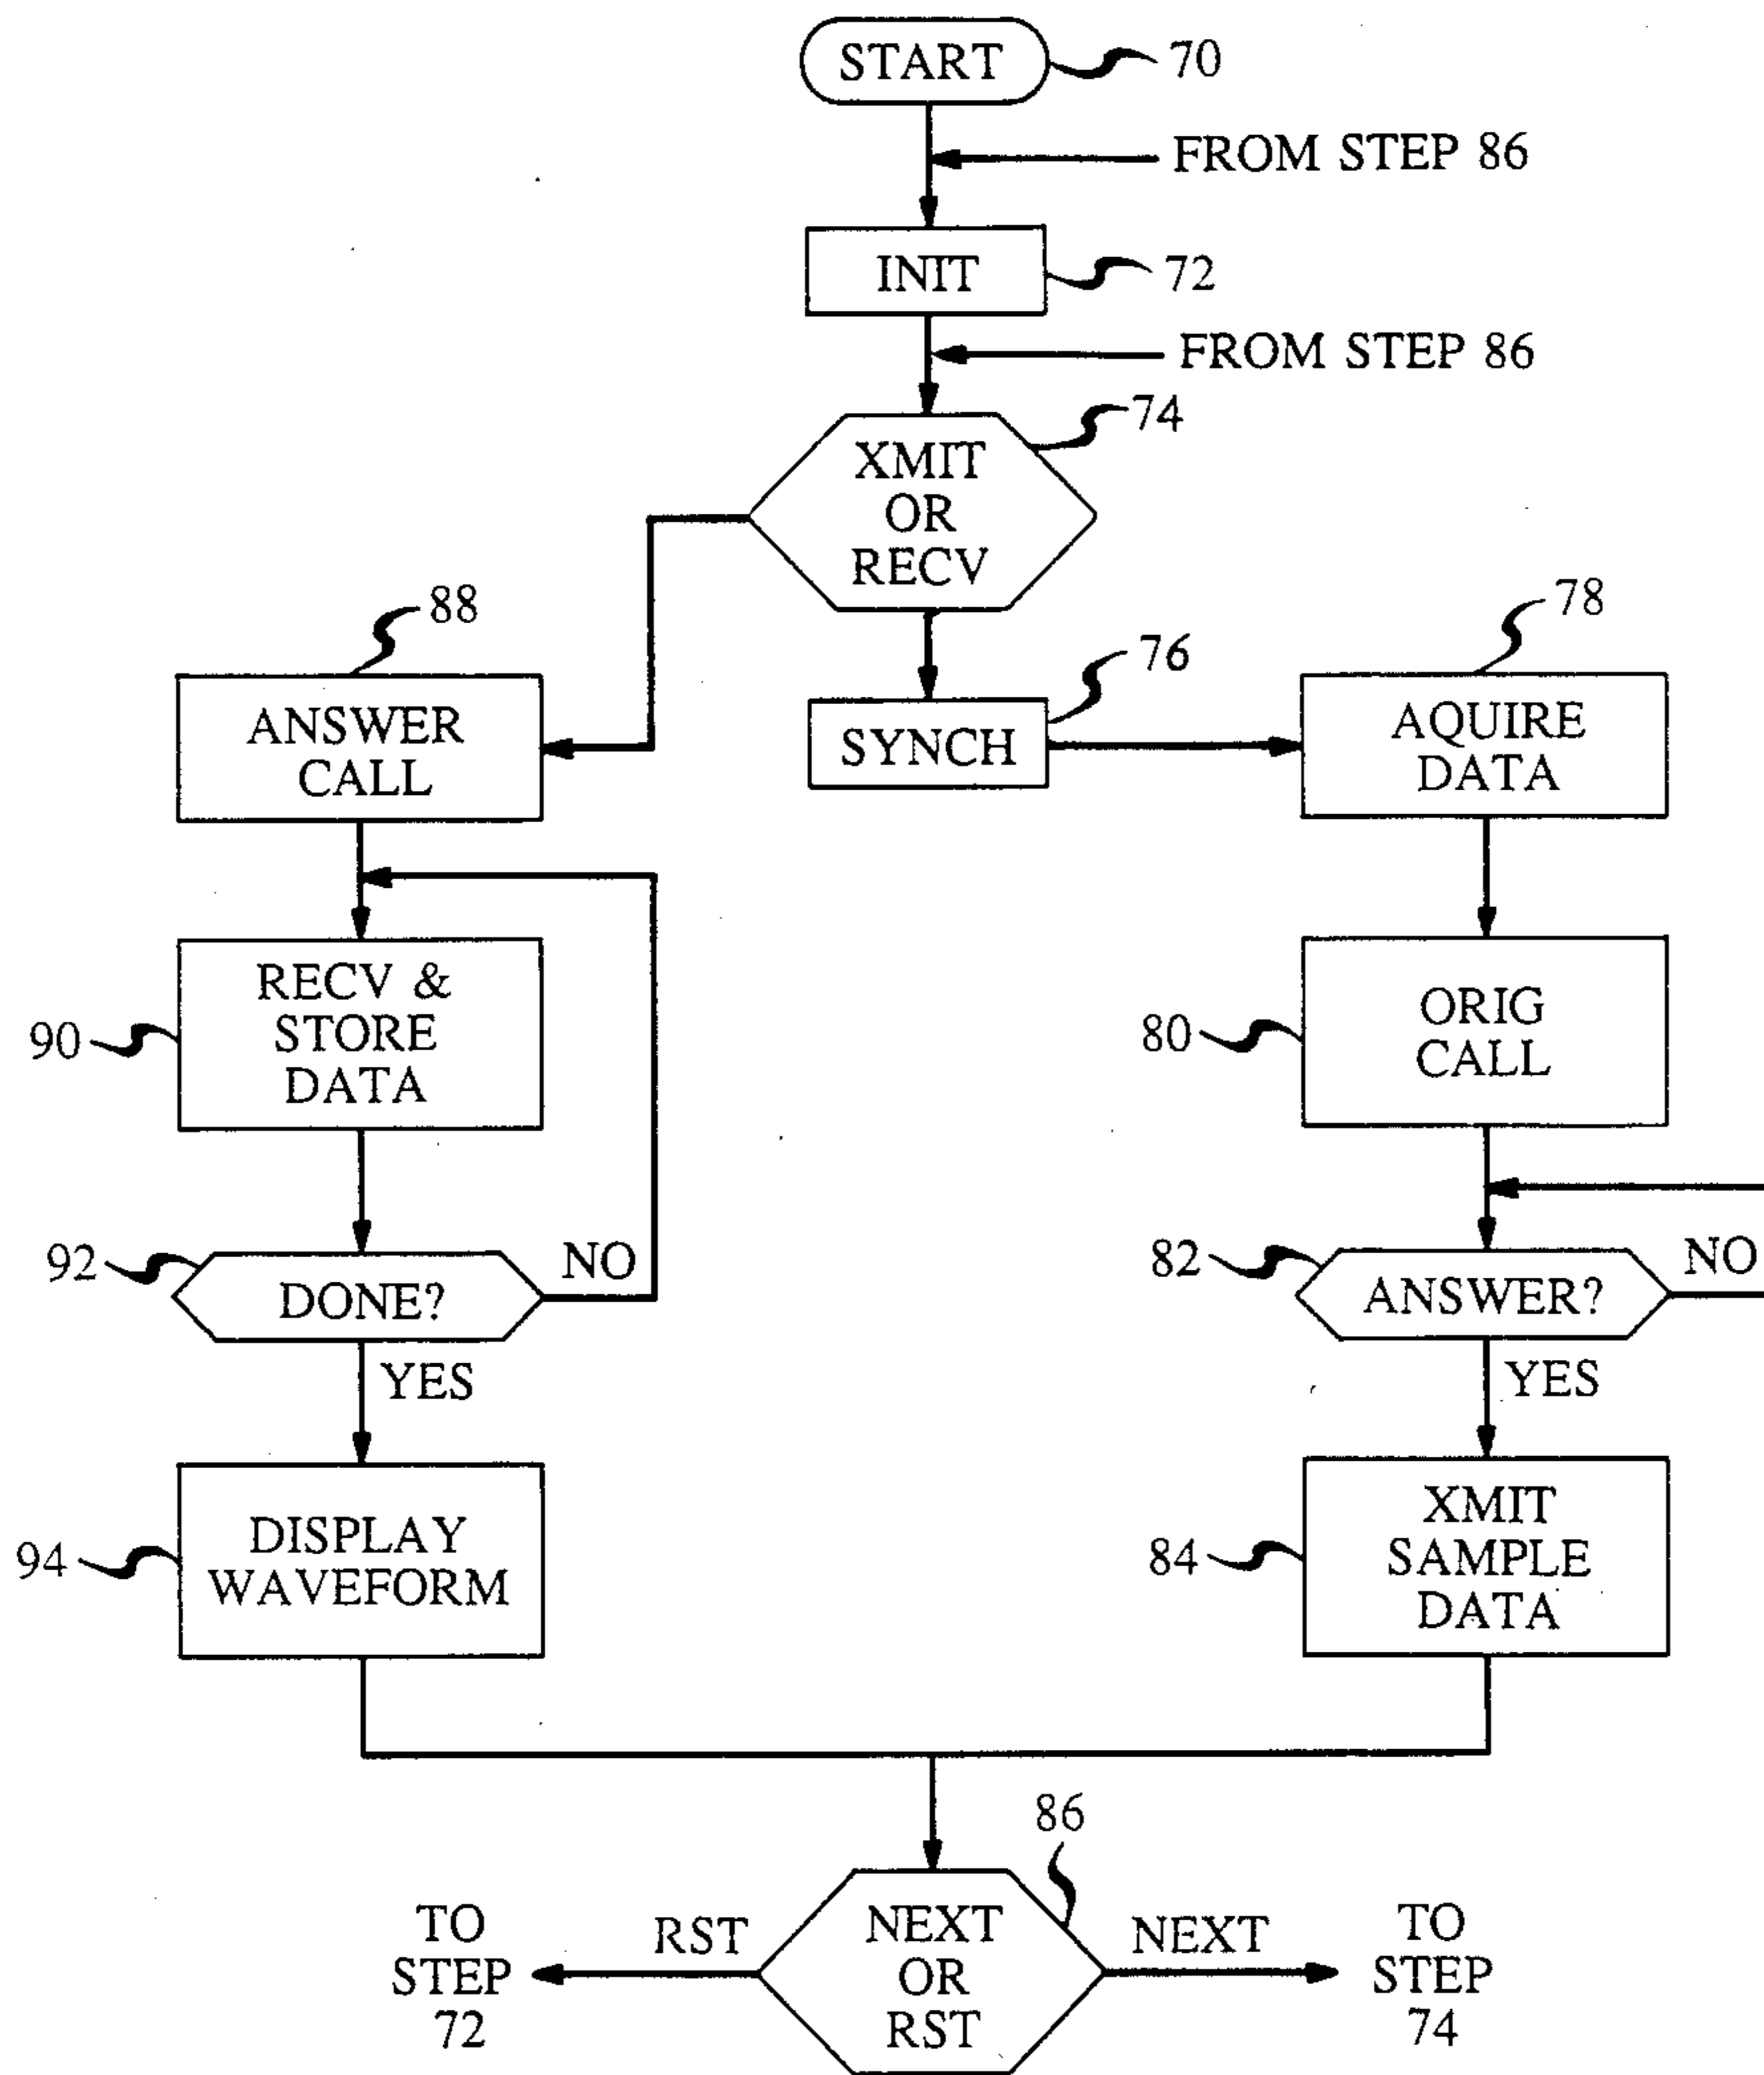 START
70
FROM STEP 86
INIT
72
FROM STEP 86
74
XMIT
OR
RECV
88
76
78
ANSWER
CALL
SYNCH
AQUIRE
DATA
RECV &
STORE
DATA
90
ORIG
CALL
80
92
DONE?
NO
82
ANSWER?
NO
YES
YES
DISPLAY
WAVEFORM
94
XMIT
SAMPLE
DATA
84
86
TO
STEP
72
RST
NEXT
OR
RST
NEXT
TO
STEP
74